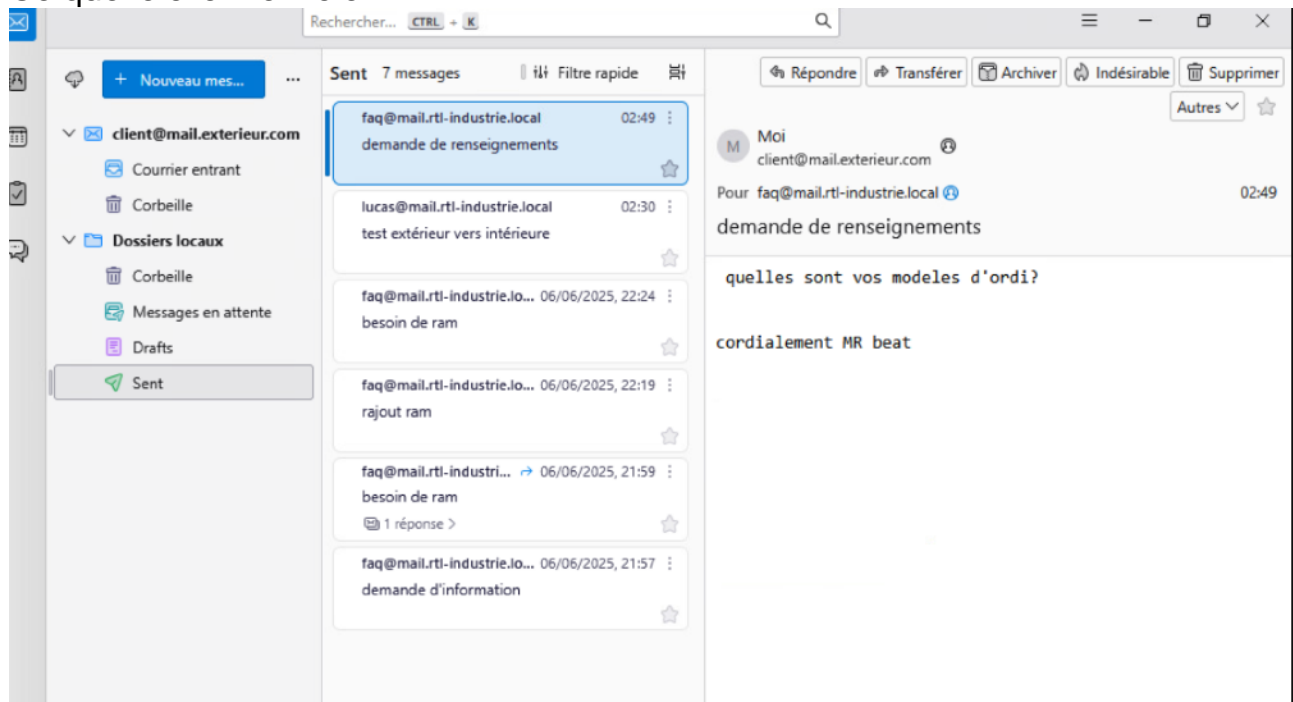 Rechercher... CTRL + K
+ Nouveau mes... ...
client@mail.exterieur.com
Courrier entrant
Corbeille
Dossiers locaux
Corbeille
Messages en attente
Drafts
Sent
Sent 7 messages Filtre rapide
faq@mail.rtl-industrie.local 02:49
demande de renseignements
lucas@mail.rtl-industrie.local 02:30
test extérieur vers intérieure
faq@mail.rtl-industrie.lo... 06/06/2025, 22:24
besoin de ram
faq@mail.rtl-industrie.lo... 06/06/2025, 22:19
rajout ram
faq@mail.rtl-industri... 06/06/2025, 21:59
besoin de ram
1 réponse >
faq@mail.rtl-industrie.lo... 06/06/2025, 21:57
demande d'information
Répondre Transférer Archiver Indésirable Supprimer
Autres
M Moi
client@mail.exterieur.com
Pour faq@mail.rtl-industrie.local 02:49
demande de renseignements
quelles sont vos modeles d'ordi?
cordialement MR beat